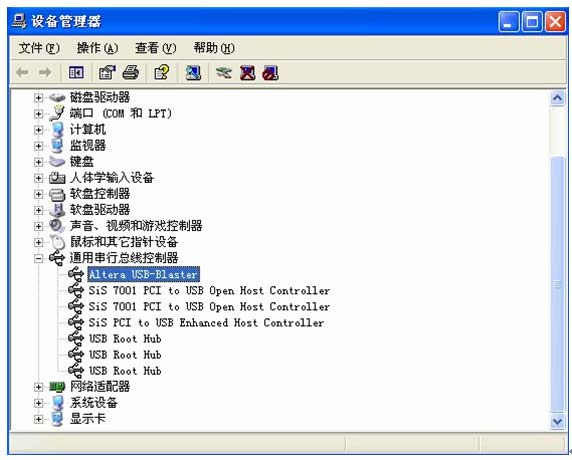 设备管理器
文件(F) 操作(A) 查看(V) 帮助(H)
磁盘驱动器
端口 (COM 和 LPT)
计算机
监视器
键盘
人体学输入设备
软盘控制器
软盘驱动器
声音、视频和游戏控制器
鼠标和其它指针设备
通用串行总线控制器
Altera USB-Blaster
SiS 7001 PCI to USB Open Host Controller
SiS 7001 PCI to USB Open Host Controller
SiS PCI to USB Enhanced Host Controller
USB Root Hub
USB Root Hub
USB Root Hub
网络适配器
系统设备
显示卡